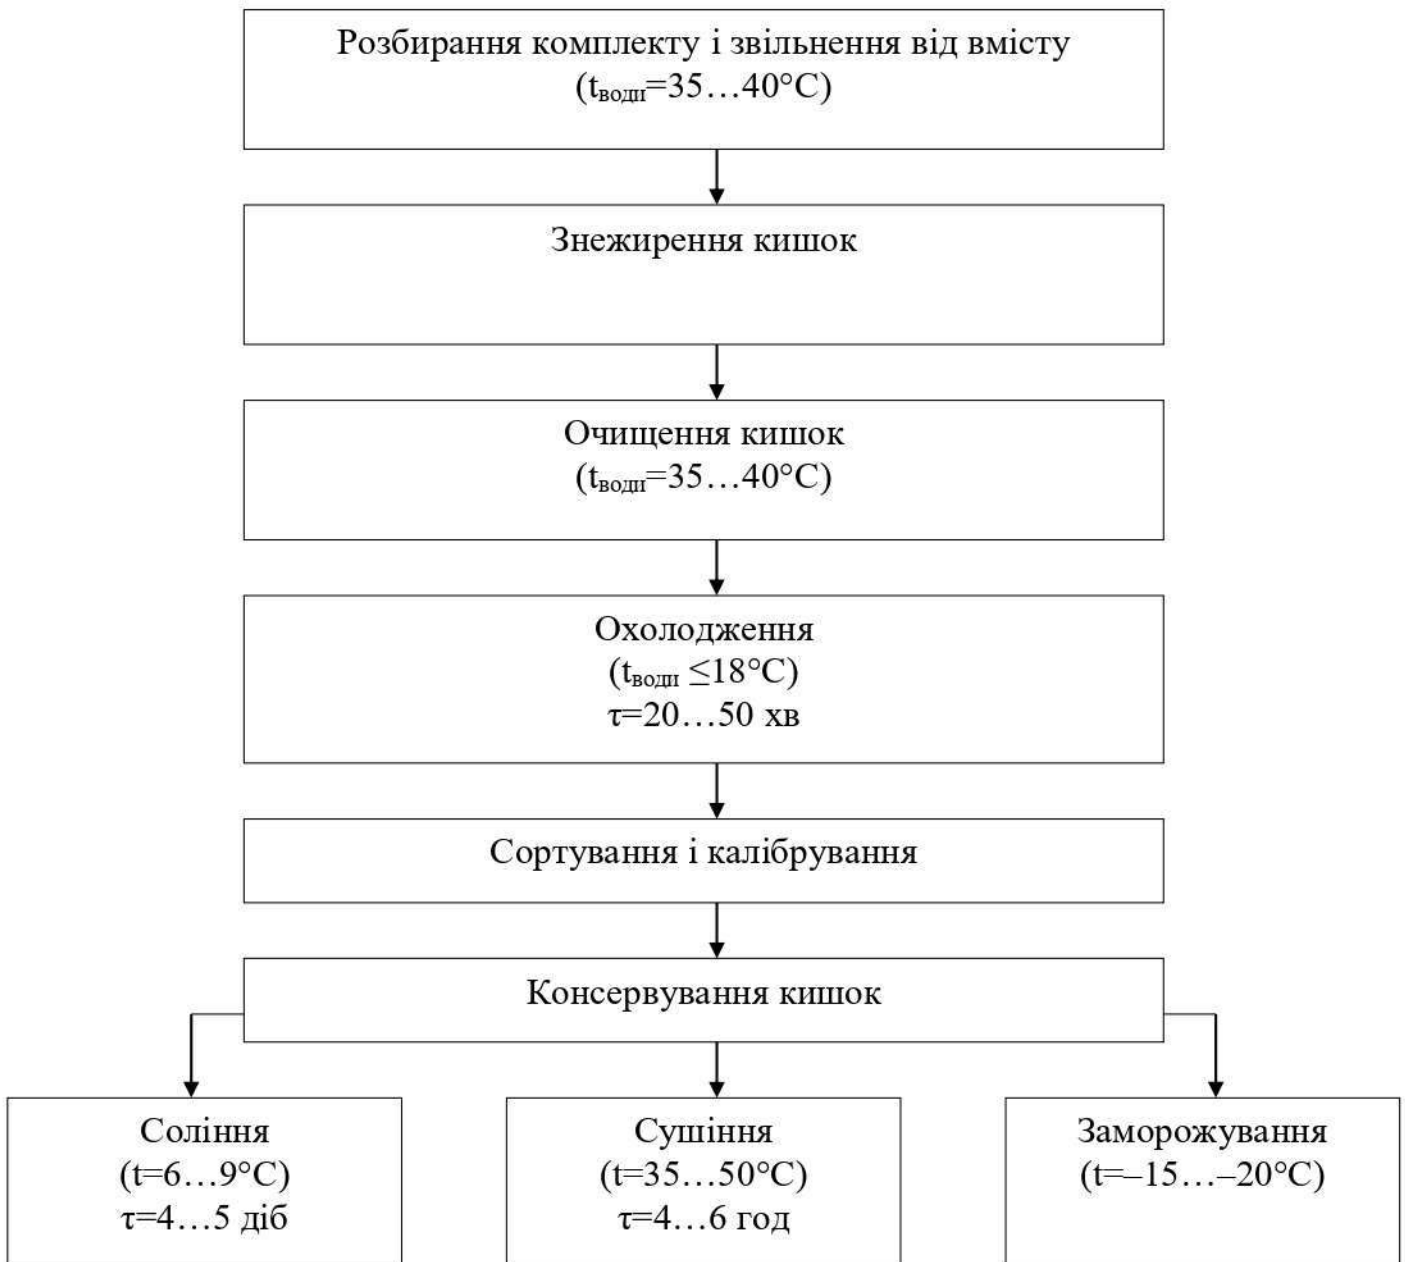 Розбирання комплекту і звільнення від вмісту
(tводи=35…40°С)
Знежирення кишок
Очищення кишок
(tводи=35…40°С)
Охолодження
(tводи ≤18°С)
τ=20…50 хв
Сортування і калібрування
Консервування кишок
Соління
(t=6…9°С)
τ=4…5 діб
Сушіння
(t=35…50°С)
τ=4…6 год
Заморожування
(t=–15…–20°С)